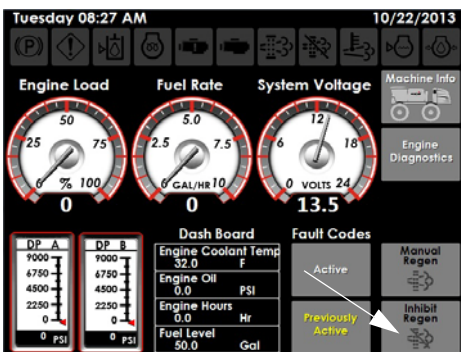 Tuesday 08:27 AM 10/22/2013
(P)
Engine Load Fuel Rate System Voltage Machine Info
50 5.0 12
25 75 2.5 7.5 6 18
Engine
Diagnostics
0 % 100 0 GAL/HR 10 0 VOLTS 24
0 0 13.5
Dash Board Fault Codes
DP A DP B
9000 9000
6750 6750
4500 4500
2250 2250
0 0
0 PSI 0 PSI
Engine Coolant Temp
32.0 F
Engine Oil
0.0 PSI
Engine Hours
0.0 Hr
Fuel Level
50.0 Gal
Active
Previously
Active
Manual
Regen
Inhibit
Regen